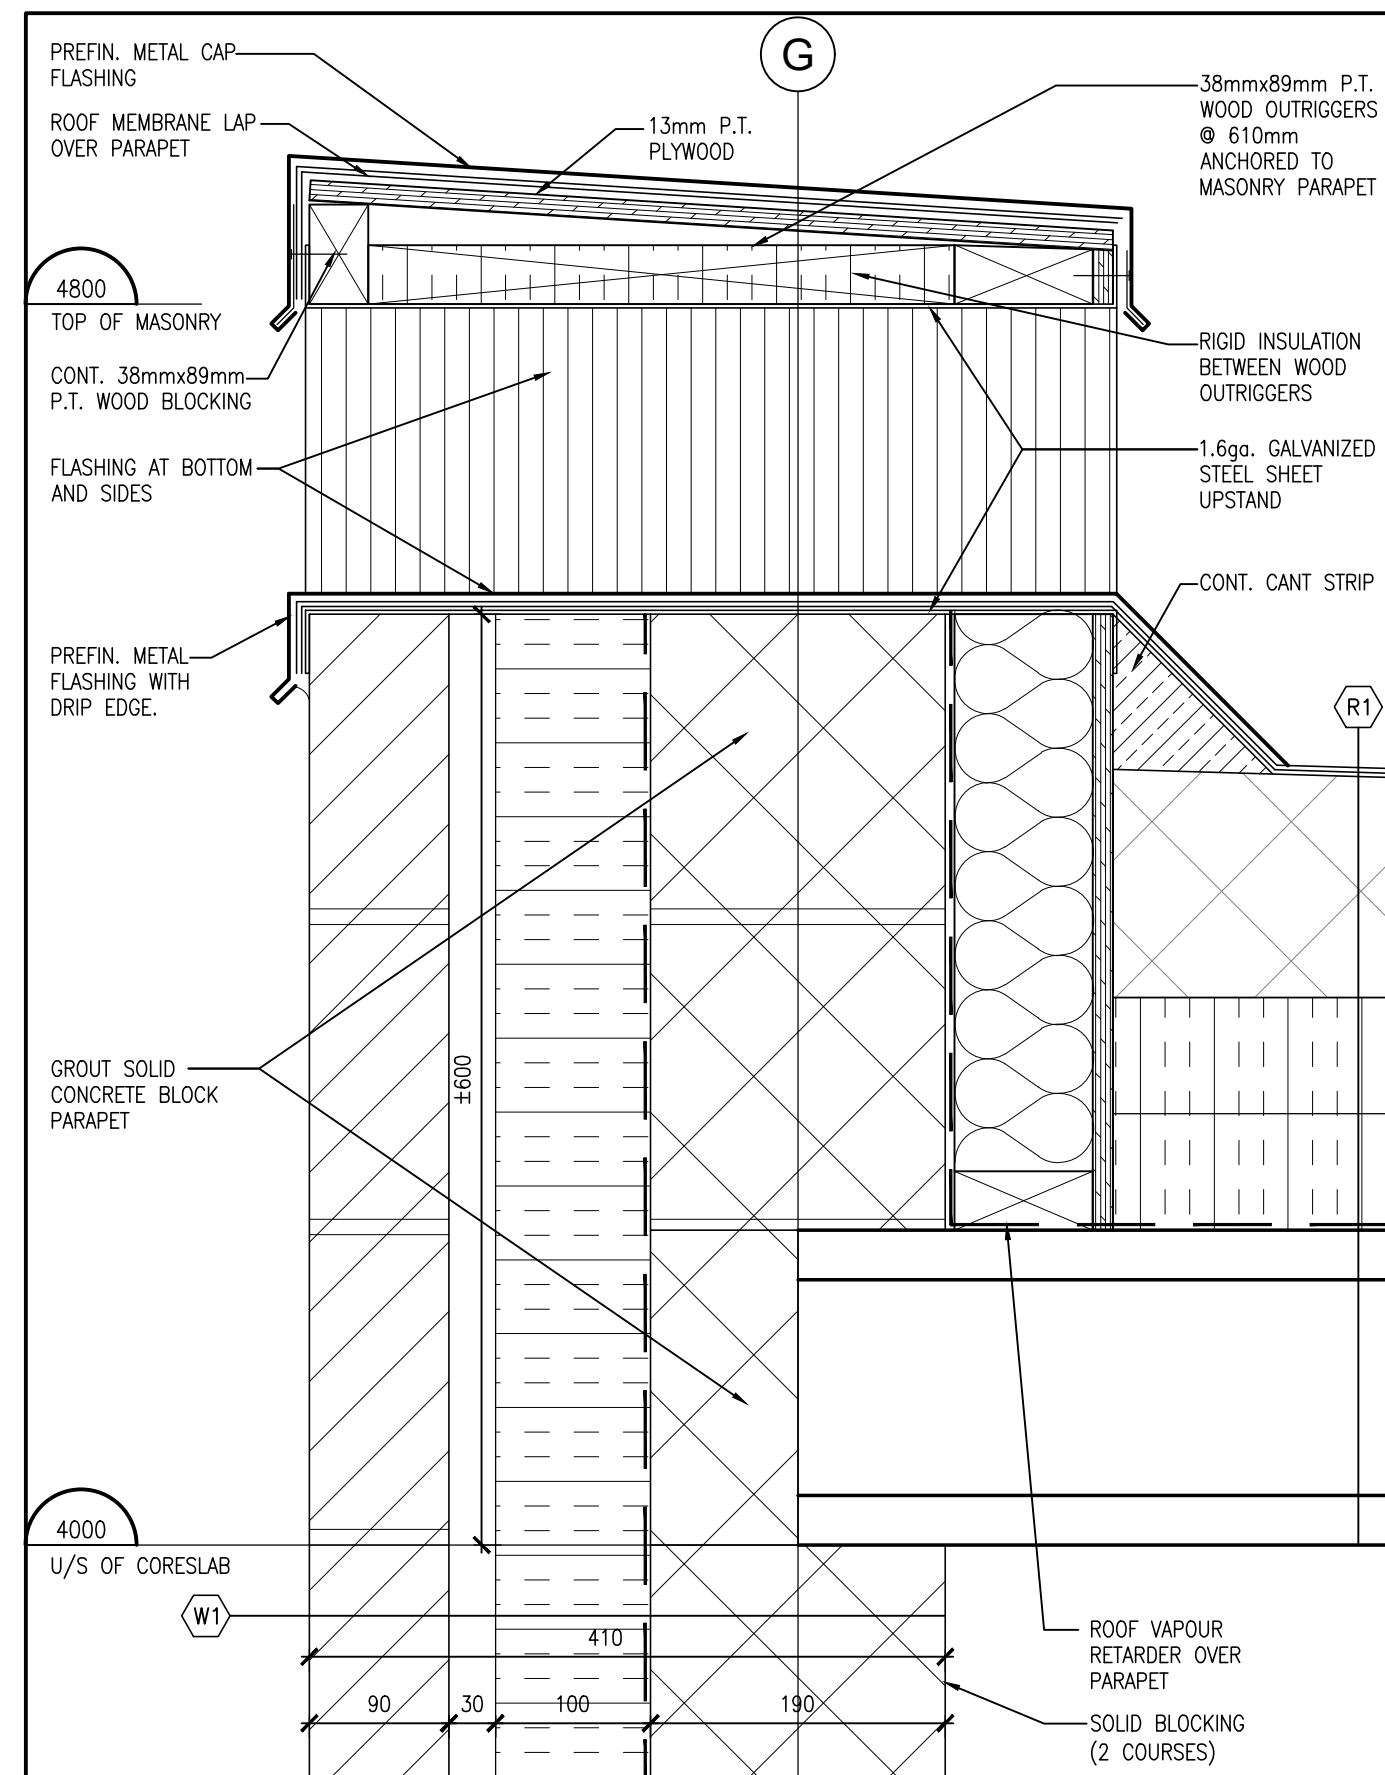 PREFIN. METAL CAP
FLASHING
ROOF MEMBRANE LAP
OVER PARAPET
G
13mm P.T.
PLYWOOD
38mmx89mm P.T.
WOOD OUTRIGGERS
@ 610mm
ANCHORED TO
MASONRY PARAPET
4800
TOP OF MASONRY
CONT. 38mmx89mm
P.T. WOOD BLOCKING
FLASHING AT BOTTOM
AND SIDES
RIGID INSULATION
BETWEEN WOOD
OUTRIGGERS
1.6ga. GALVANIZED
STEEL SHEET
UPSTAND
CONT. CANT STRIP
PREFIN. METAL
FLASHING WITH
DRIP EDGE.
R1
GROUT SOLID
CONCRETE BLOCK
PARAPET
±600
4000
U/S OF CORESLAB
W1
410
90
30
100
190
ROOF VAPOUR
RETARDER OVER
PARAPET
SOLID BLOCKING
(2 COURSES)